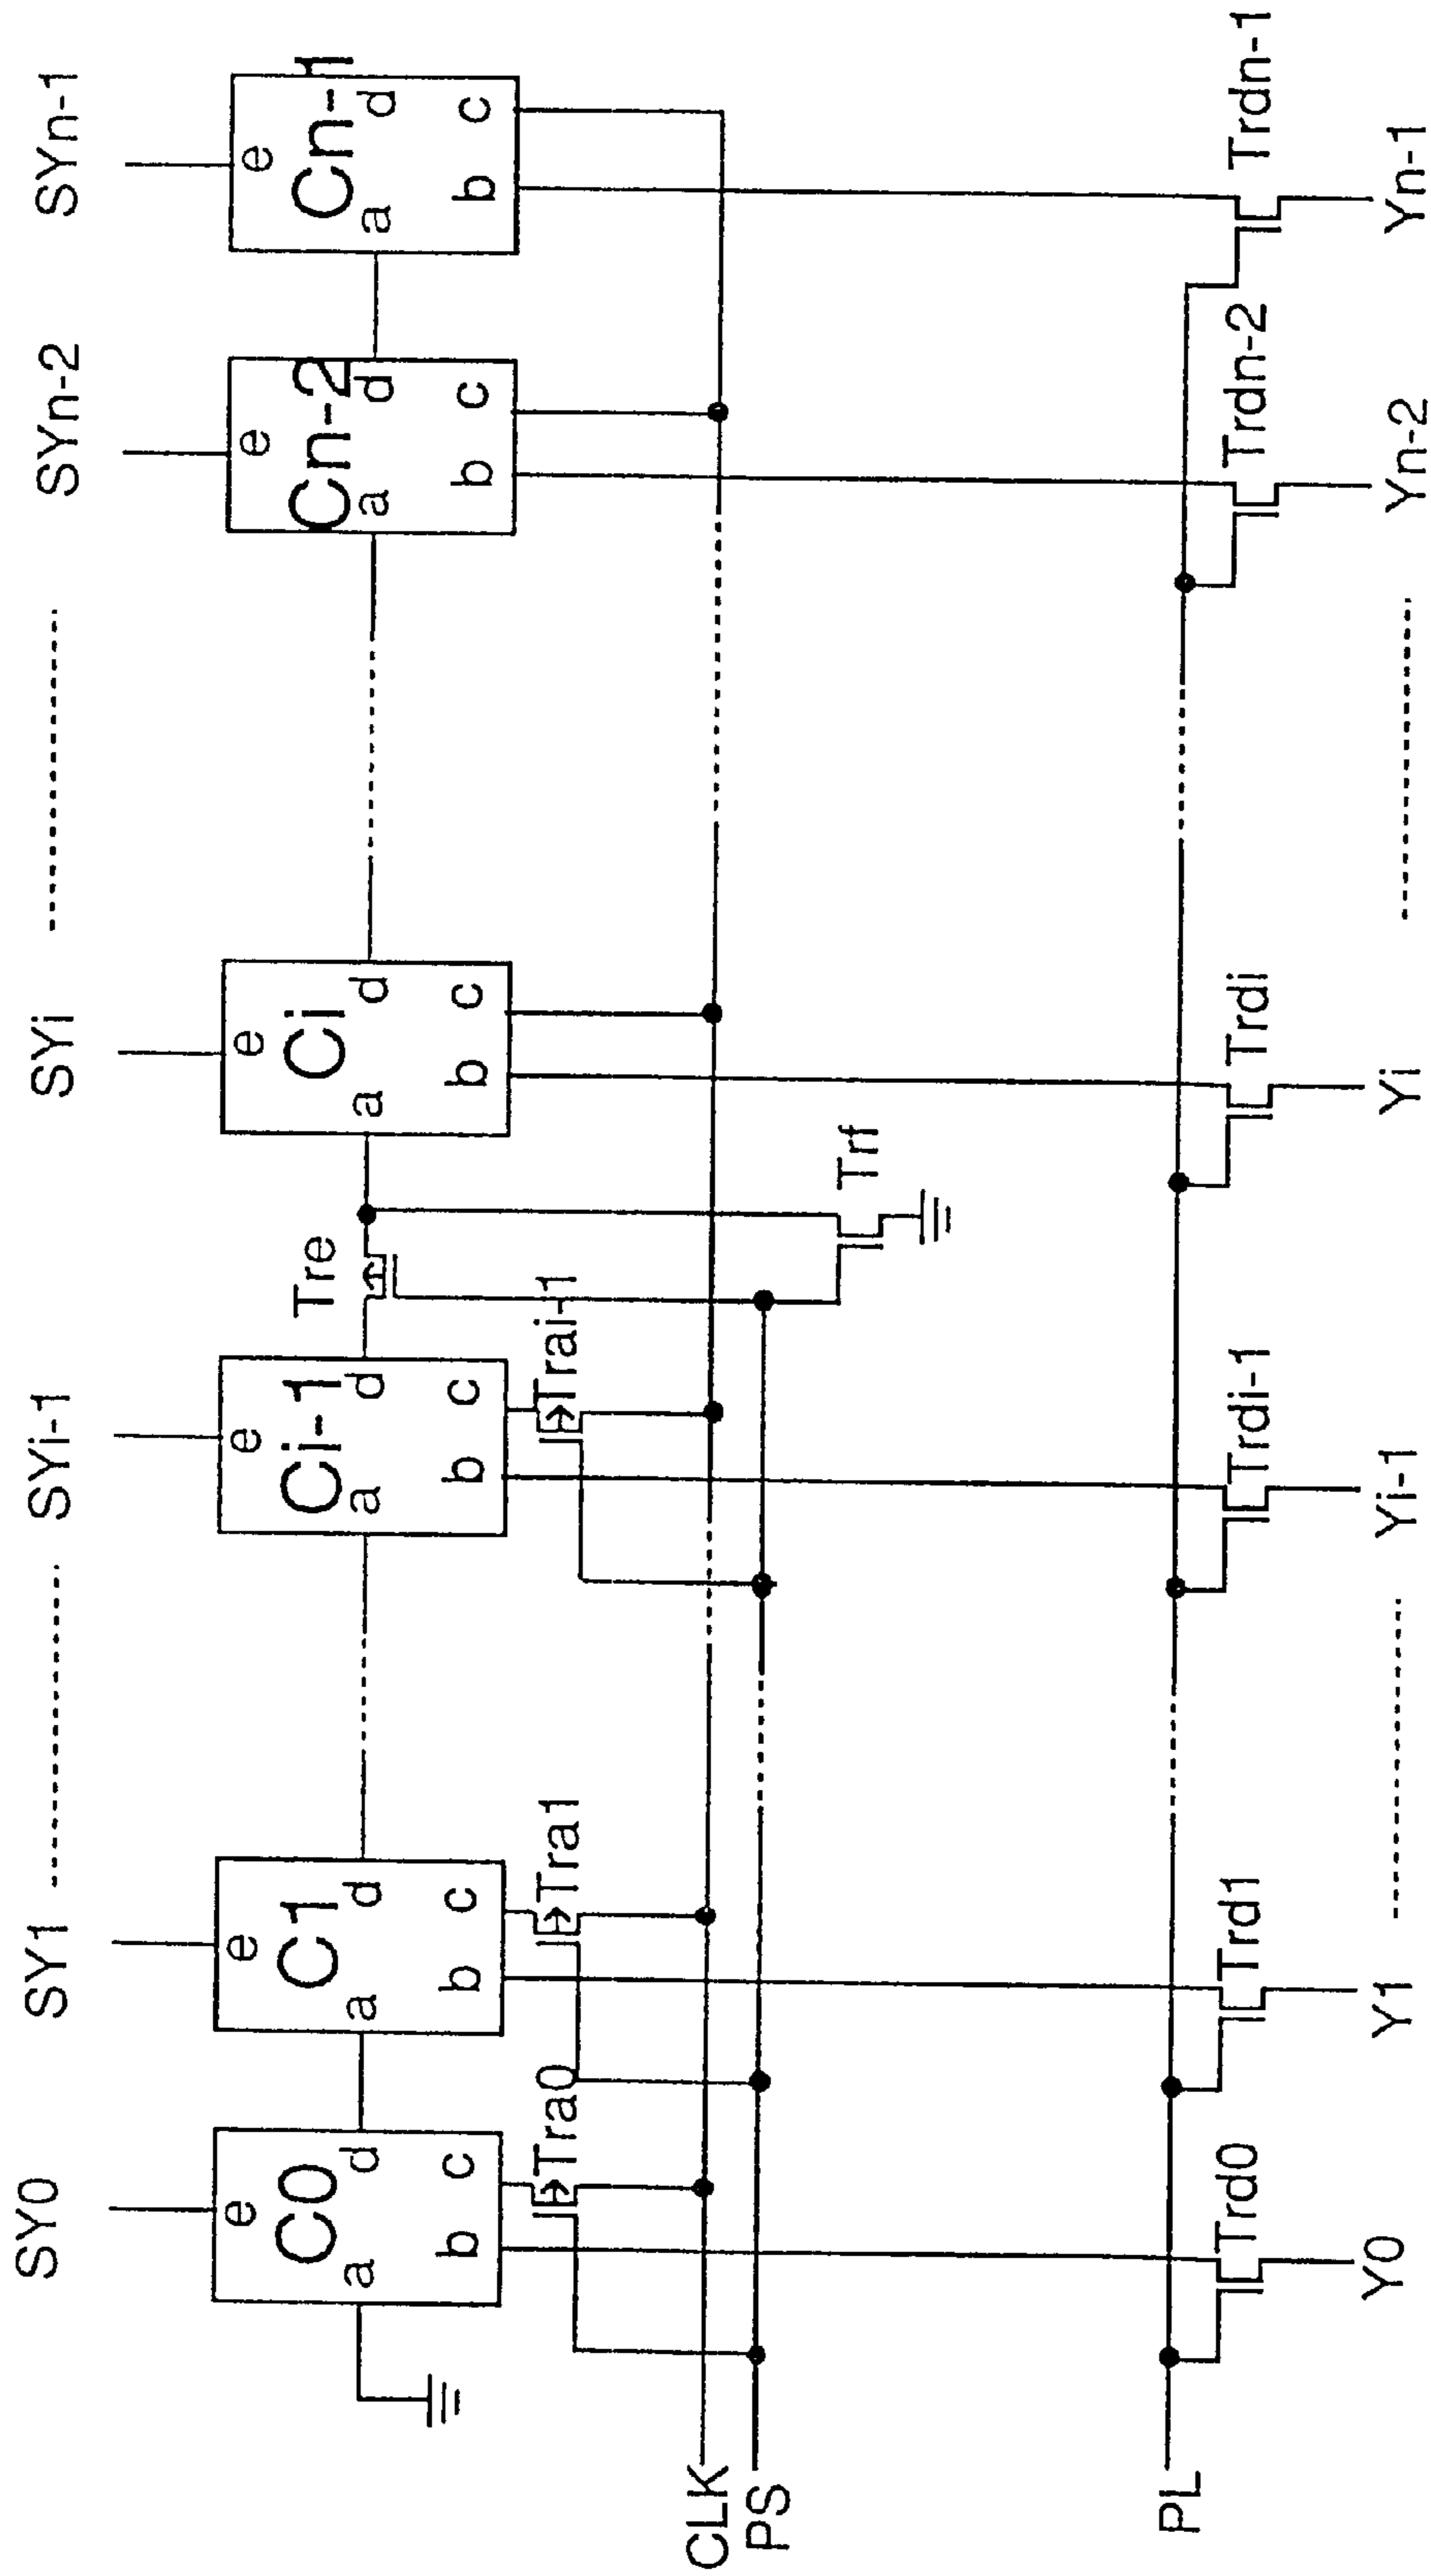 SY0 SY1 SYi-1 SYi SYn-2 SYn-1
e e e e e e
C0 C1 Ci-1 Ci Cn-2 Cn-1
a d a d a d a d a d a d
b c b c b c b c b c b c
Tre
Tra0 Tra1 Trai-1
CLK
PS
Trf
PL
Trd0 Trd1 Trdi-1 Trdi Trdn-2 Trdn-1
Y0 Y1 Yi-1 Yi Yn-2 Yn-1